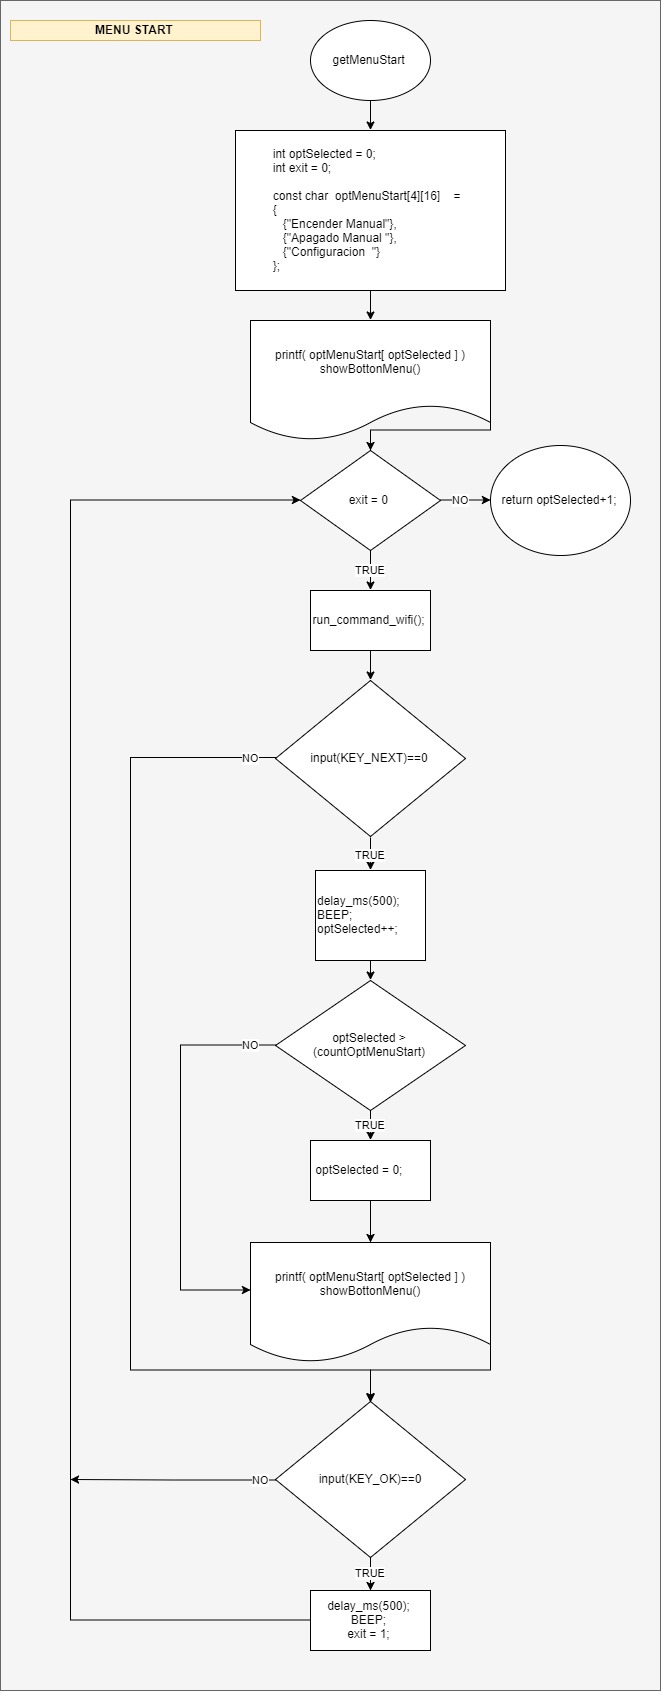 MENU START
getMenuStart
int optSelected = 0;
int exit = 0;
const char  optMenuStart[4][16]    =
{
{"Encender Manual"},
{"Apagado Manual "},
{"Configuracion  "}
};
printf( optMenuStart[ optSelected ] )
showBottonMenu()
exit = 0
NO
return optSelected+1;
TRUE
run_command_wifi();
input(KEY_NEXT)==0
NO
TRUE
delay_ms(500);
BEEP;
optSelected++;
optSelected >
(countOptMenuStart)
NO
TRUE
optSelected = 0;
printf( optMenuStart[ optSelected ] )
showBottonMenu()
input(KEY_OK)==0
NO
TRUE
delay_ms(500);
BEEP;
exit = 1;